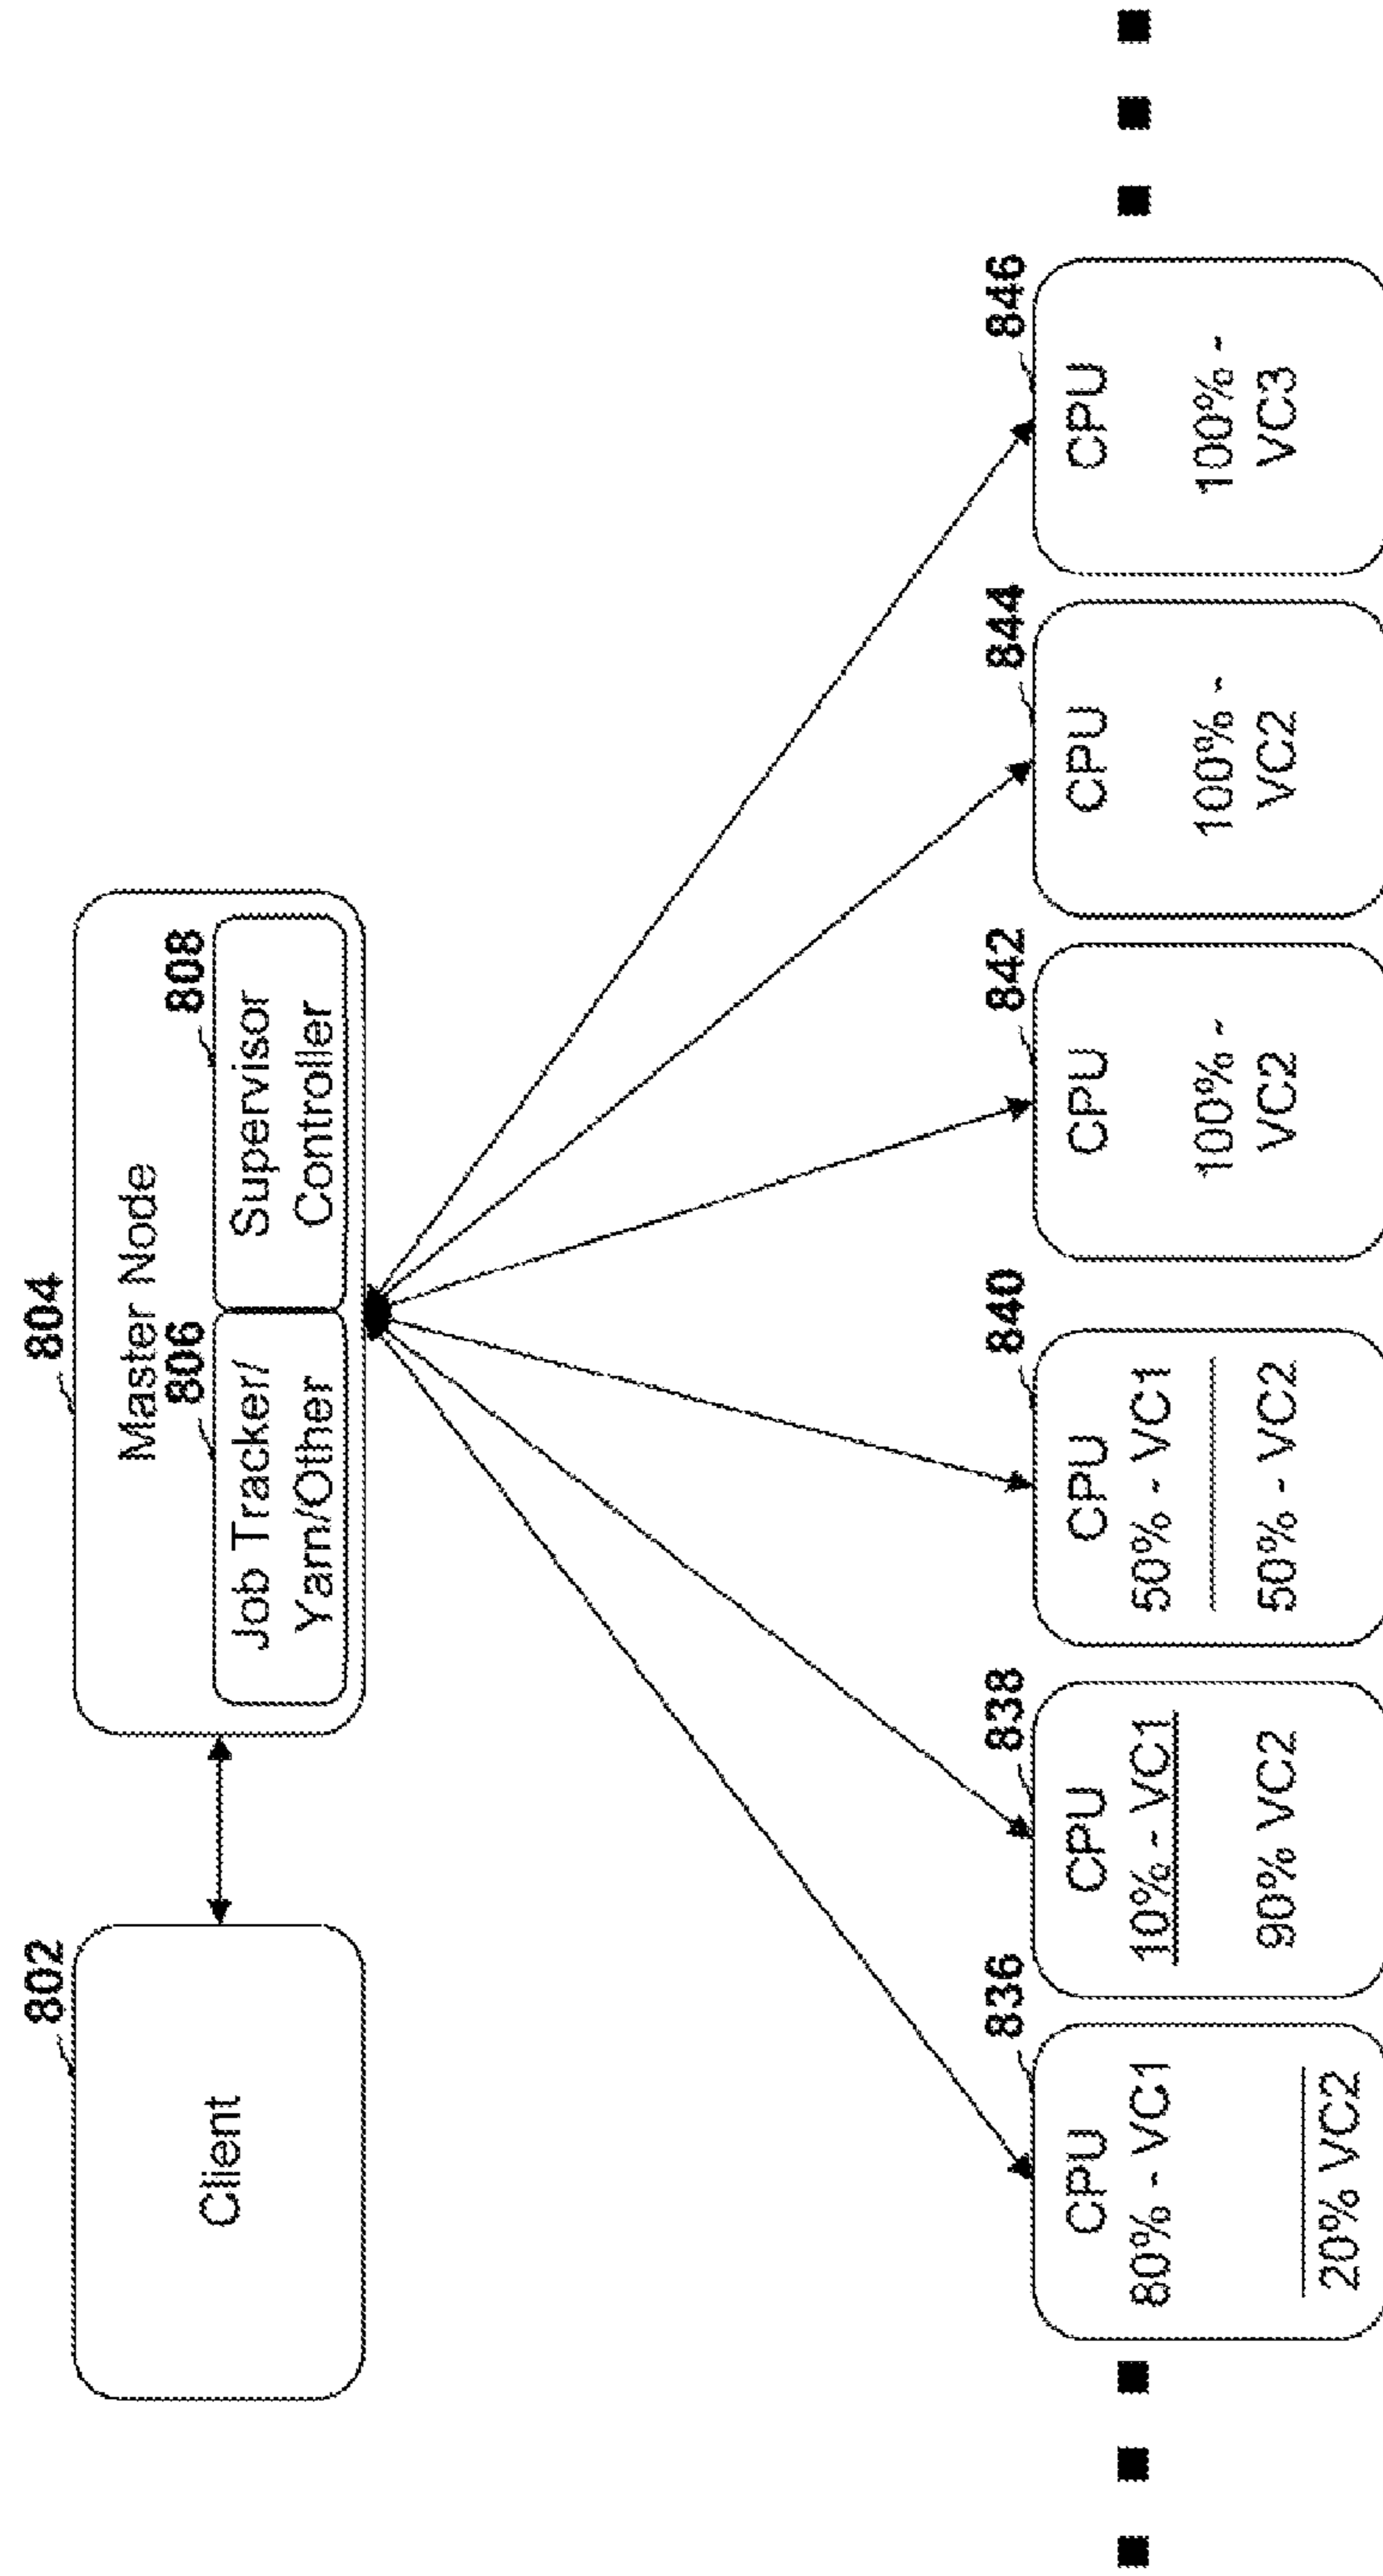 802
Client
804
Master Node
806
Job Tracker/
Yarn/Other
808
Supervisor
Controller
836
CPU
80% - VC1
20% VC2
838
CPU
10% - VC1
90% VC2
840
CPU
50% - VC1
50% - VC2
842
CPU
100% -
VC2
844
CPU
100% -
VC2
846
CPU
100% -
VC3